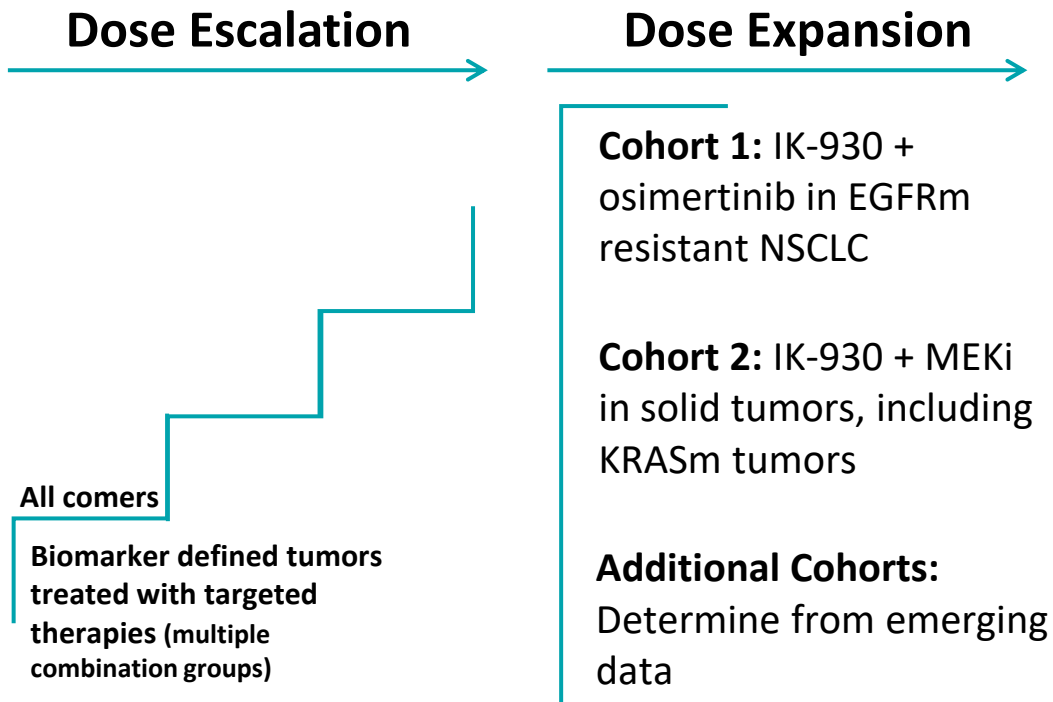 Dose Escalation
All comers
Biomarker defined tumors
treated with targeted
therapies (multiple
combination groups)
Dose Expansion
Cohort 1: IK-930 +
osimertinib in EGFRm
resistant NSCLC
Cohort 2: IK-930 + MEKi
in solid tumors, including
KRASm tumors
Additional Cohorts:
Determine from emerging
data